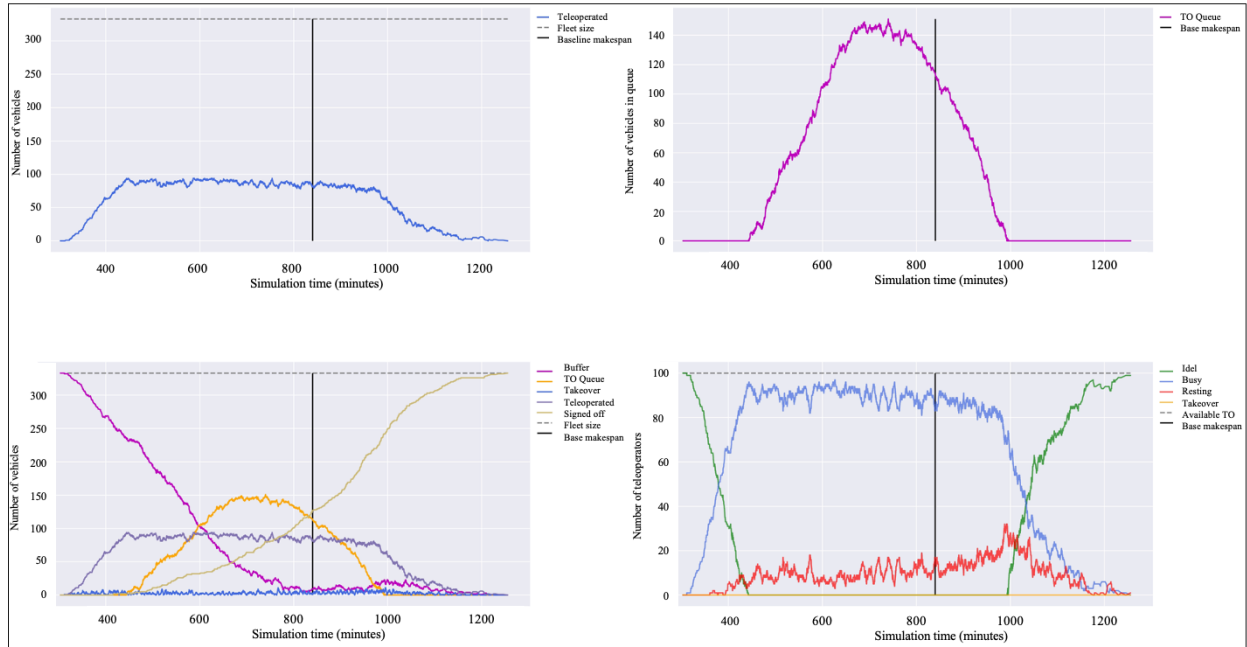 Teleoperated
Fleet size
Baseline makespan
Number of vehicles
300
250
200
150
100
50
0
400
600
800
1000
1200
Simulation time (minutes)
TO Queue
Base makespan
Number of vehicles in queue
140
120
100
80
60
40
20
0
400
600
800
1000
1200
Simulation time (minutes)
Buffer
TO Queue
Takeover
Teleoperated
Signed off
Fleet size
Base makespan
Number of vehicles
300
250
200
150
100
50
0
400
600
800
1000
1200
Simulation time (minutes)
Idel
Busy
Resting
Takeover
Available TO
Base makespan
Number of teleoperators
100
80
60
40
20
0
400
600
800
1000
1200
Simulation time (minutes)